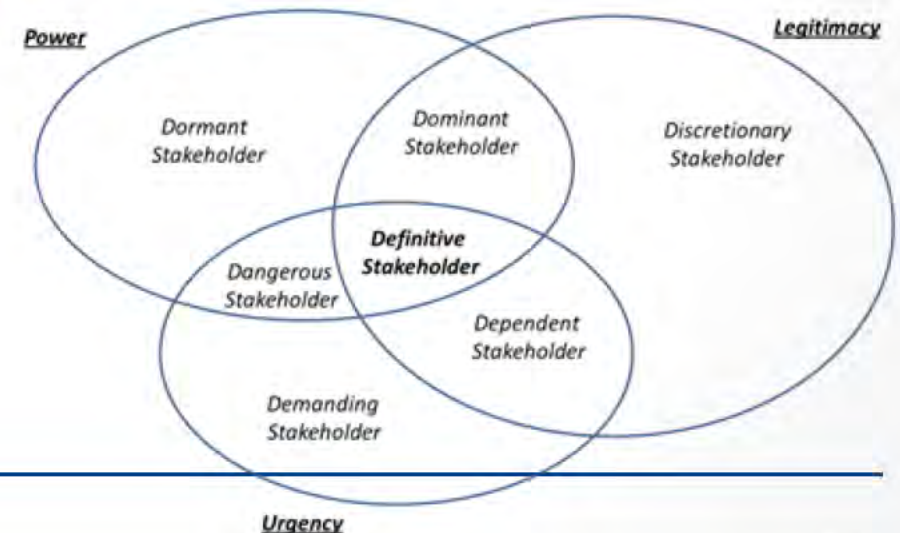 Power
Legitimacy
Dormant
Stakeholder
Dominant
Stakeholder
Discretionary
Stakeholder
Definitive
Stakeholder
Dangerous
Stakeholder
Dependent
Stakeholder
Demanding
Stakeholder
Urgency